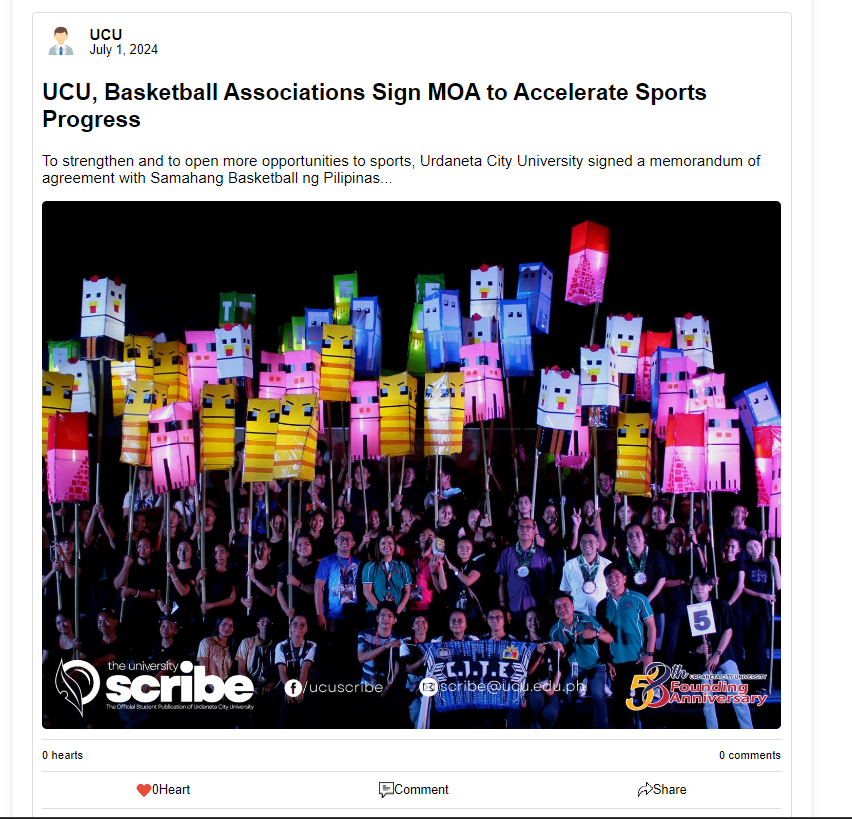 UCU
July 1, 2024
UCU, Basketball Associations Sign MOA to Accelerate Sports
Progress
To strengthen and to open more opportunities to sports, Urdaneta City University signed a memorandum of
agreement with Samahang Basketball ng Pilipinas...
5
C.I.T.E
the university
scribe
The Official Student Publication of Urdaneta City University
/ucuscribe
scribe@ucu.edu.ph
53th
URDANETA CITY UNIVERSITY
Founding
Anniversary
0 hearts
0 comments
0Heart
Comment
Share